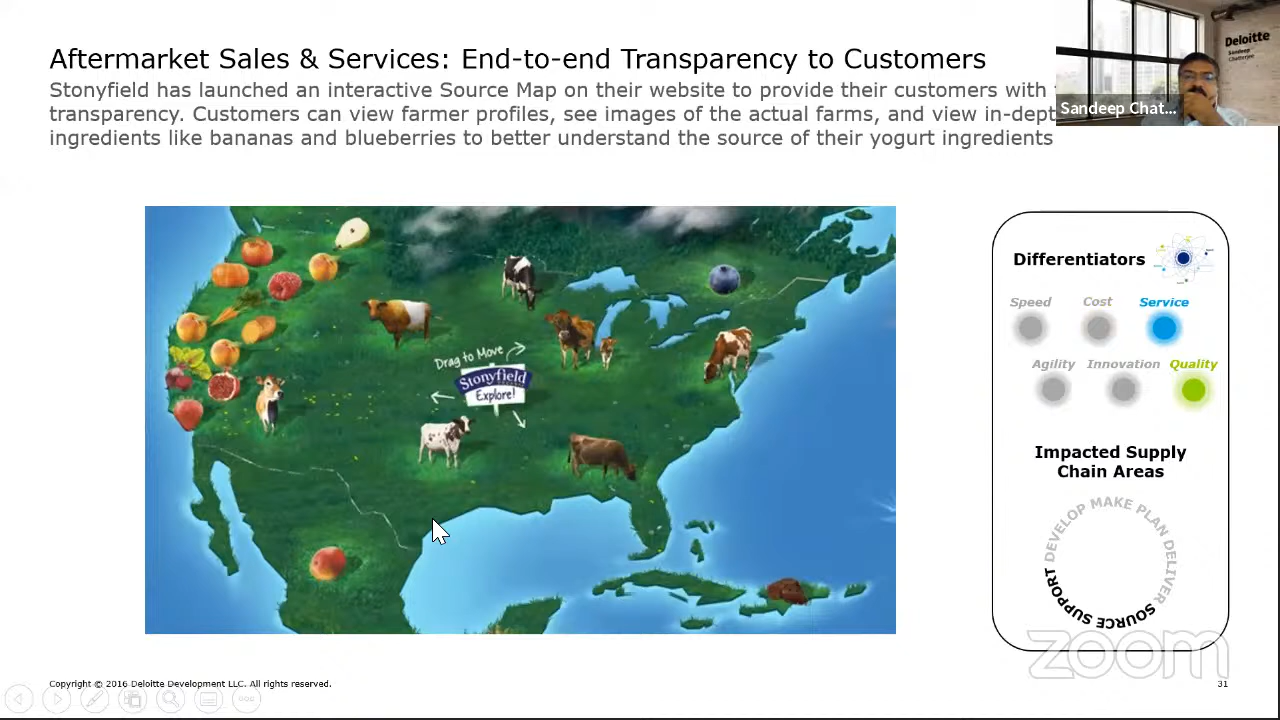 Aftermarket Sales & Services: End-to-end Transparency to Customers
Stonyfield has launched an interactive Source Map on their website to provide their customers with
transparency. Customers can view farmer profiles, see images of the actual farms, and view in-dept
ingredients like bananas and blueberries to better understand the source of their yogurt ingredients
Deloitte
Sandeep
Chatterjee
Sandeep Chat...
Drag to Move
Stonyfield
Explore!
Differentiators
Speed Cost Service
Agility Innovation Quality
Impacted Supply
Chain Areas
DEVELOP MAKE PLAN DELIVER SOURCE SUPPORT
zoom
Copyright © 2016 Deloitte Development LLC. All rights reserved.
31